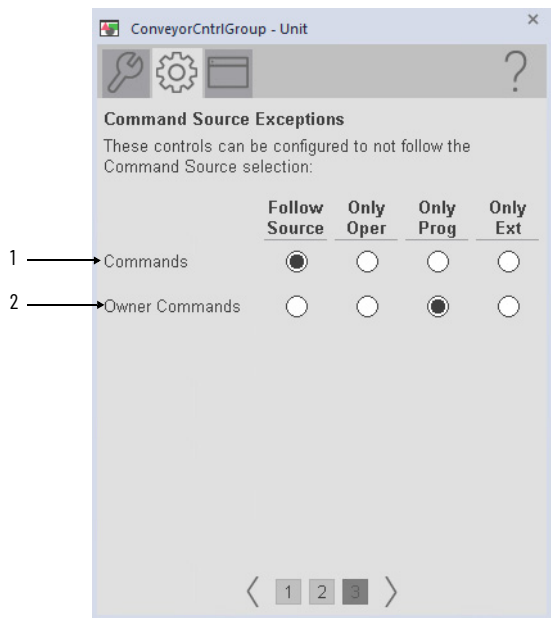 ConveyorCntrlGroup - Unit
×
?
Command Source Exceptions
These controls can be configured to not follow the
Command Source selection:
Follow Source Only Oper Only Prog Only Ext
1 Commands
2 Owner Commands
1 2 3